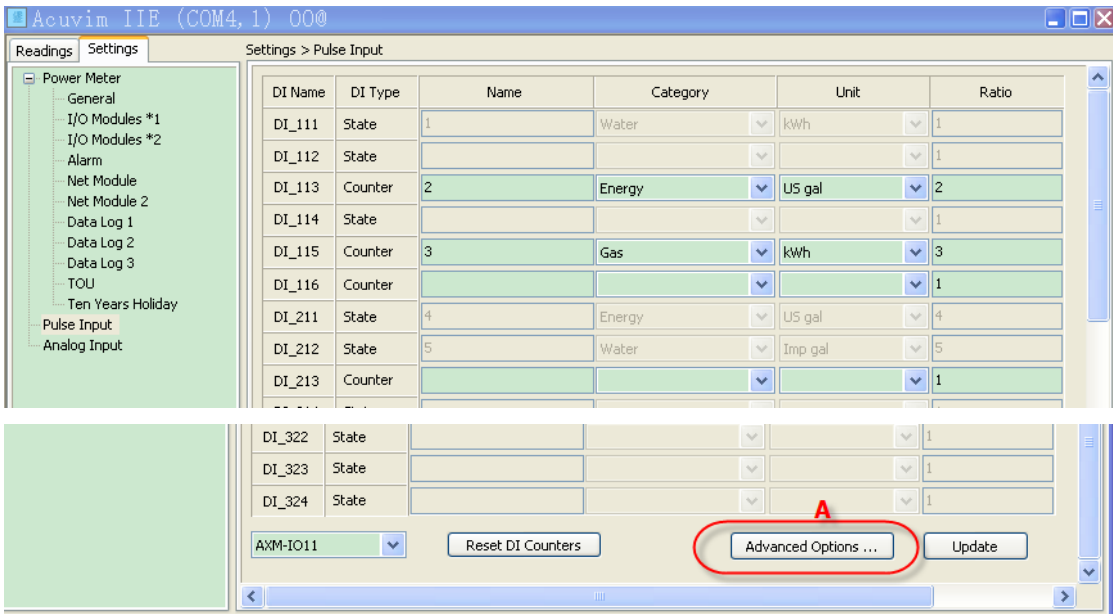 Acuvim IIE (COM4, 1) 00@
Readings Settings Settings > Pulse Input
Power Meter
General
I/O Modules *1
I/O Modules *2
Alarm
Net Module
Net Module 2
Data Log 1
Data Log 2
Data Log 3
TOU
Ten Years Holiday
Pulse Input
Analog Input
DI Name DI Type Name Category Unit Ratio
DI_111 State 1 Water kWh 1
DI_112 State 1
DI_113 Counter 2 Energy US gal 2
DI_114 State 1
DI_115 Counter 3 Gas kWh 3
DI_116 Counter 1
DI_211 State 4 Energy US gal 4
DI_212 State 5 Water Imp gal 5
DI_213 Counter 1
DI_322 State 1
DI_323 State 1
DI_324 State 1
A
AXM-IO11 Reset DI Counters Advanced Options ... Update